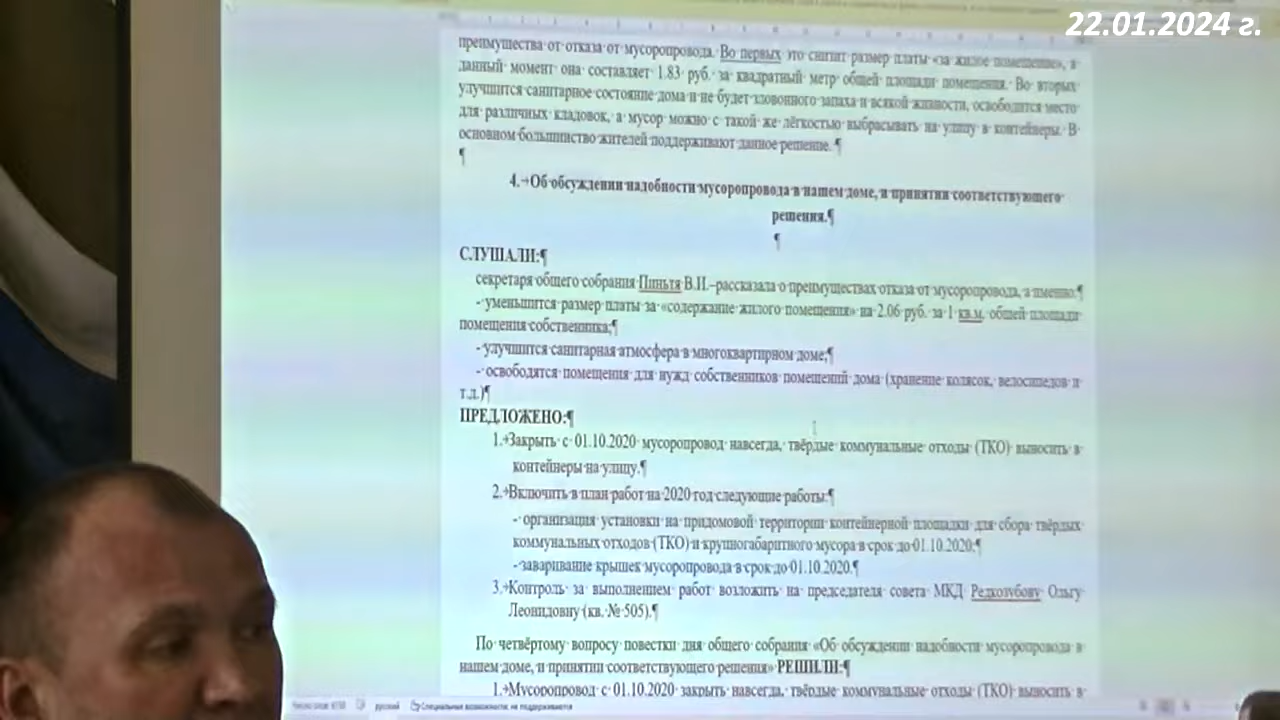 22.01.2024 г.
преимущества от отказа от мусоропровода. Во первых это снизит размер платы «за жилое помещение», в
данный момент она составляет 1.83 руб. за квадратный метр общей площади помещения. Во вторых
улучшится санитарное состояние дома и не будет зловонного запаха и всякой живности, освободится место
для различных кладовок, а мусор можно с такой же лёгкостью выбрасывать на улицу в контейнеры. В
основном большинство жителей поддерживают данное решение. ¶
¶
4.→Об обсуждении надобности мусоропровода в нашем доме, и принятии соответствующего
решения.¶
¶
СЛУШАЛИ:¶
секретаря общего собрания В.И.–рассказала о преимуществах отказа от мусоропровода, а именно:¶
- уменьшится размер платы за «содержание жилого помещения» на 2.06 руб. за 1 кв.м. общей площади
помещения собственника;¶
- улучшится санитарная атмосфера в многоквартирном доме;¶
- освободятся помещения для нужд собственников помещений дома (хранение колясок, велосипедов и
т.д.)¶
ПРЕДЛОЖЕНО:¶
1.→Закрыть с 01.10.2020 мусоропровод навсегда, твёрдые коммунальные отходы (ТКО) выносить в
контейнеры на улицу.¶
2.→Включить в план работ на 2020 год следующие работы:¶
- организация установки на придомовой территории контейнерной площадки для сбора твёрдых
коммунальных отходов (ТКО) и крупногабаритного мусора в срок до 01.10.2020;¶
- заваривание крышек мусоропровода в срок до 01.10.2020.¶
3.→Контроль за выполнением работ возложить на председателя совета МКД Редкозубову Ольгу
Леонидовну (кв. № 505).¶
По четвёртому вопросу повестки дня общего собрания «Об обсуждении надобности мусоропровода в
нашем доме, и принятии соответствующего решения» РЕШИЛИ:¶
1.→Мусоропровод с 01.10.2020 закрыть навсегда, твёрдые коммунальные отходы (ТКО) выносить в
русский Специальные возможности: не поддерживаются